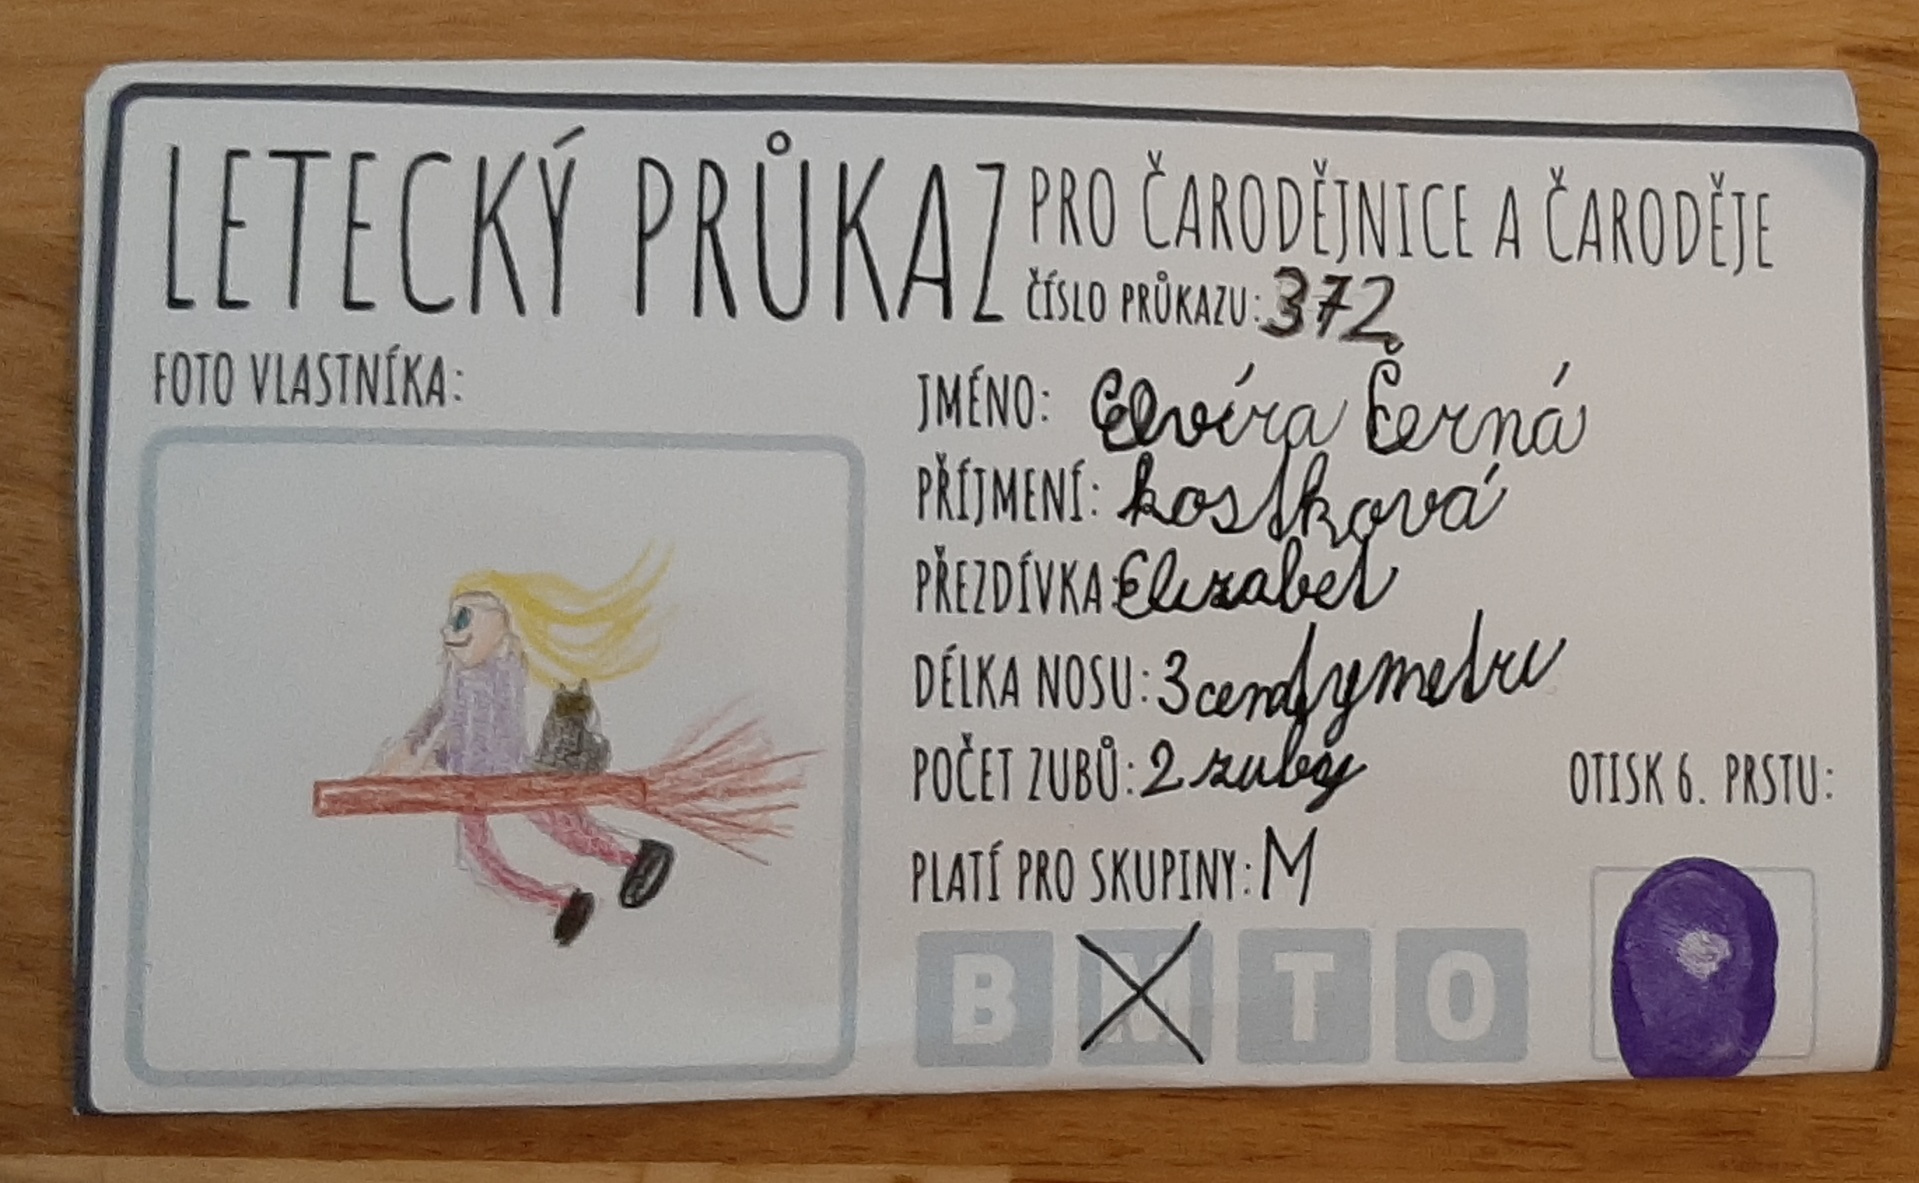 LETECKÝ PRŮKAZ PRO ČARODĚJNICE A ČARODĚJE
ČÍSLO PRŮKAZU: 372
FOTO VLASTNÍKA:
JMÉNO: Elvíra Černá
PŘÍJMENÍ: kostková
PŘEZDÍVKA: Elizabet
DÉLKA NOSU: 3 centymetru
POČET ZUBŮ: 2 zuby
OTISK 6. PRSTU:
PLATÍ PRO SKUPINY: M
B M T O